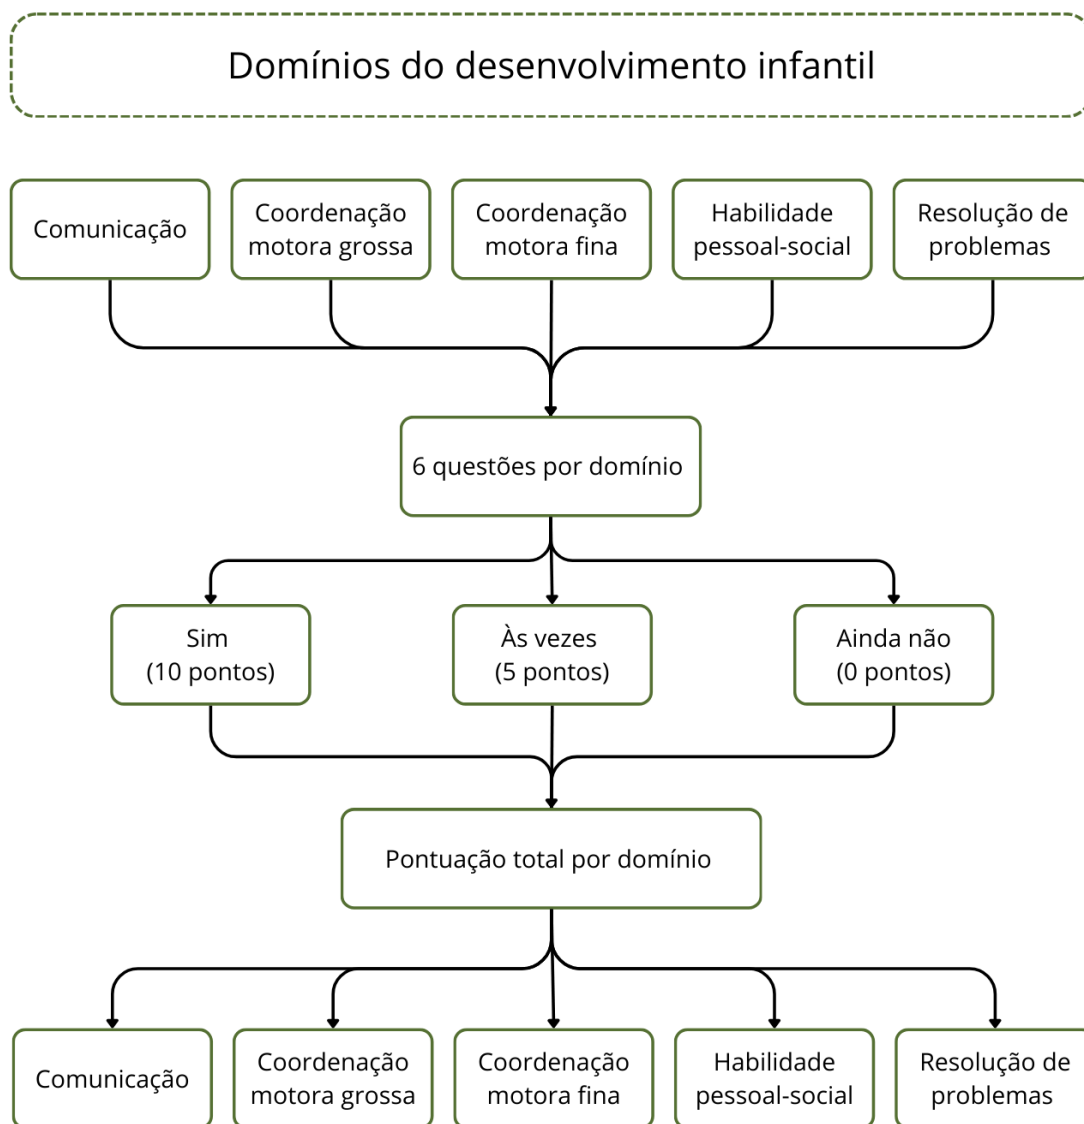 Domínios do desenvolvimento infantil
Comunicação
Coordenação
motora grossa
Coordenação
motora fina
Habilidade
pessoal-social
Resolução de
problemas
6 questões por domínio
Sim
(10 pontos)
Às vezes
(5 pontos)
Ainda não
(0 pontos)
Pontuação total por domínio
Comunicação
Coordenação
motora grossa
Coordenação
motora fina
Habilidade
pessoal-social
Resolução de
problemas